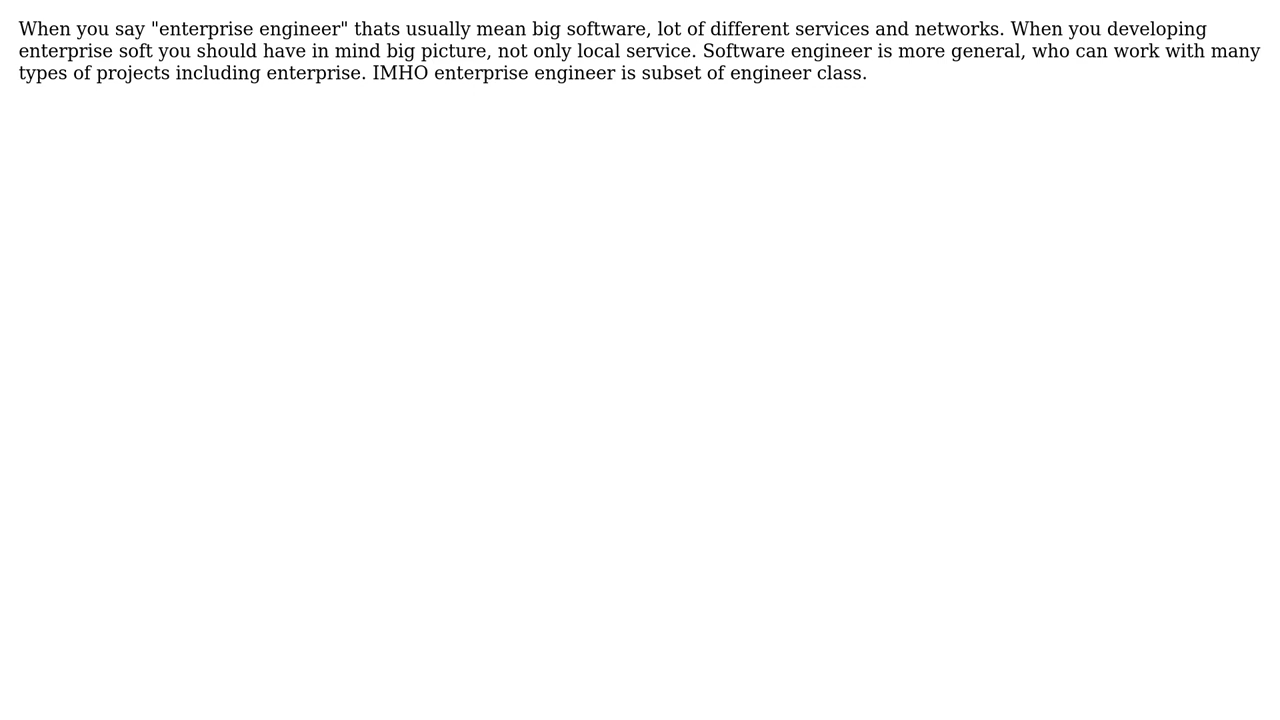 When you say "enterprise engineer" thats usually mean big software, lot of different services and networks. When you developing
enterprise soft you should have in mind big picture, not only local service. Software engineer is more general, who can work with many
types of projects including enterprise. IMHO enterprise engineer is subset of engineer class.